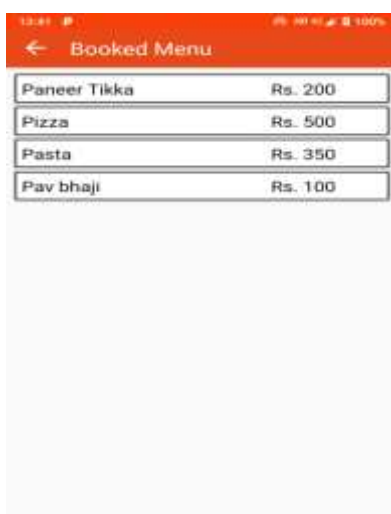 Booked Menu
Paneer Tikka Rs. 200
Pizza Rs. 500
Pasta Rs. 350
Pav bhaji Rs. 100